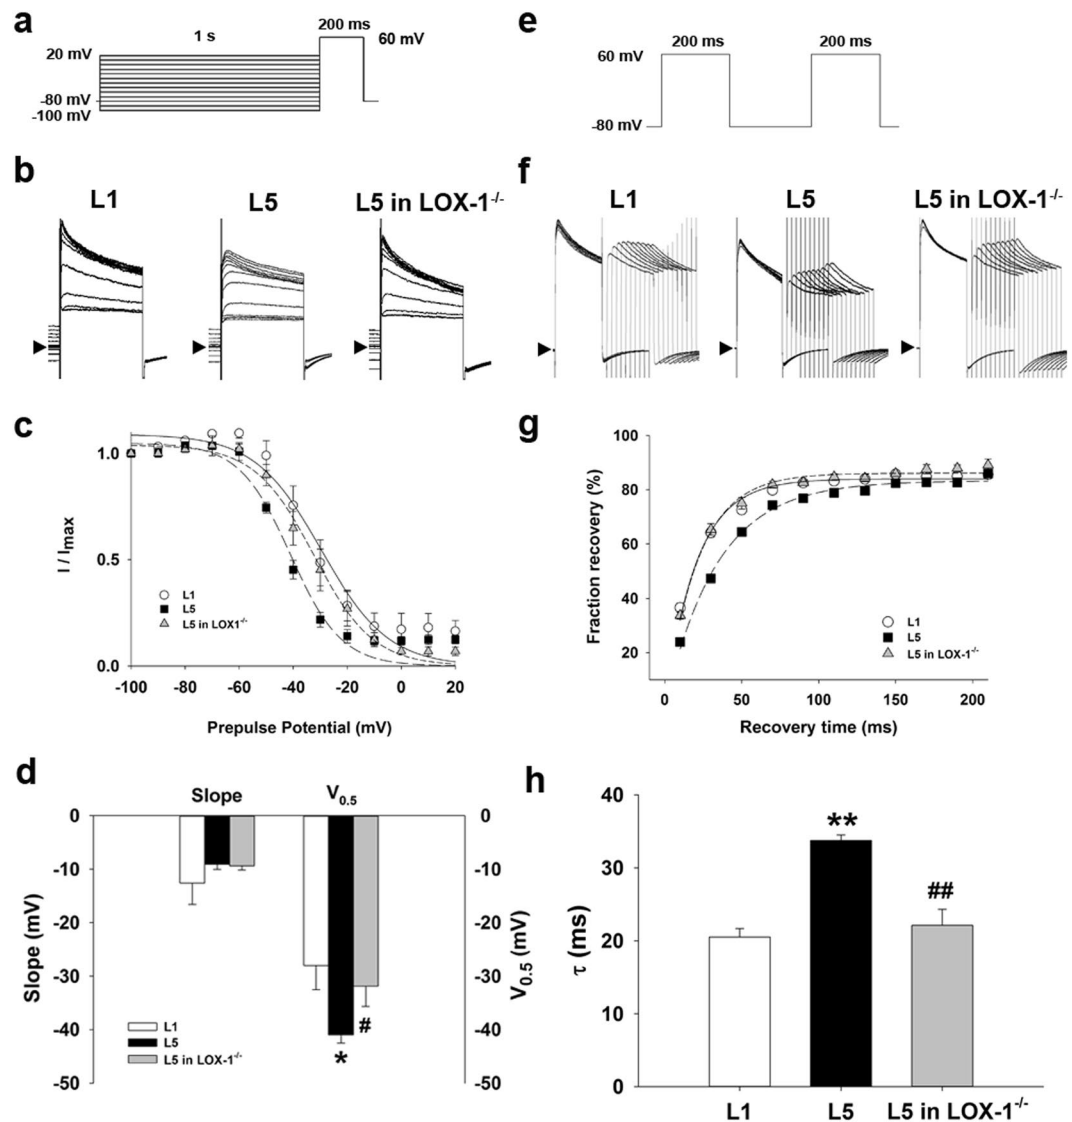 a
200 ms
1 s
60 mV
20 mV
-80 mV
-100 mV
e
200 ms 200 ms
60 mV
-80 mV
b
L1 L5 L5 in LOX-1-/-
f
L1 L5 L5 in LOX-1-/-
c
1.0
0.5
0.0
I / Imax
L1
L5
L5 in LOX1-/-
-100 -80 -60 -40 -20 0 20
Prepulse Potential (mV)
g
100
80
60
40
20
Fraction recovery (%)
L1
L5
L5 in LOX-1-/-
0 50 100 150 200
Recovery time (ms)
d
Slope V0.5
0 0
-10 -10
-20 -20
-30 -30
-40 -40
-50 -50
Slope (mV)
V0.5 (mV)
#
*
L1
L5
L5 in LOX-1-/-
h
40
30
20
10
0
τ (ms)
**
##
L1 L5 L5 in LOX-1-/-